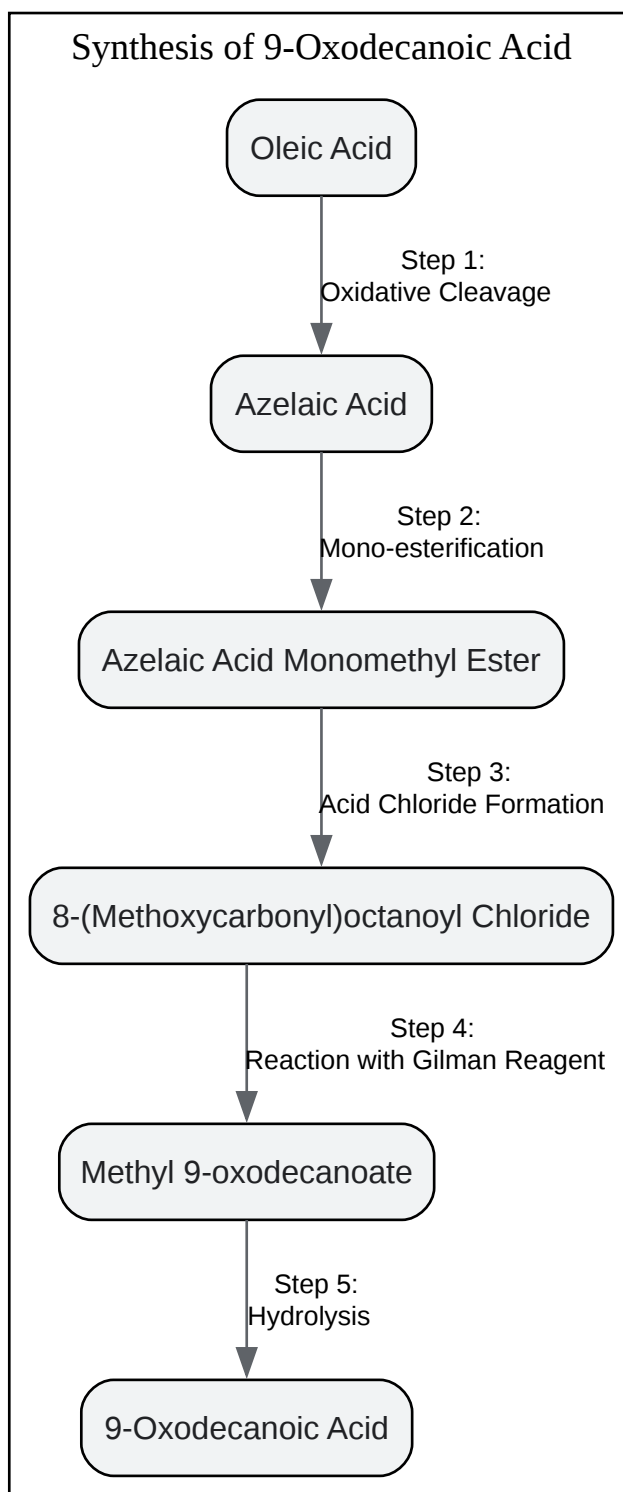 Synthesis of 9-Oxodecanoic Acid
Oleic Acid
Step 1:
Oxidative Cleavage
Azelaic Acid
Step 2:
Mono-esterification
Azelaic Acid Monomethyl Ester
Step 3:
Acid Chloride Formation
8-(Methoxycarbonyl)octanoyl Chloride
Step 4:
Reaction with Gilman Reagent
Methyl 9-oxodecanoate
Step 5:
Hydrolysis
9-Oxodecanoic Acid